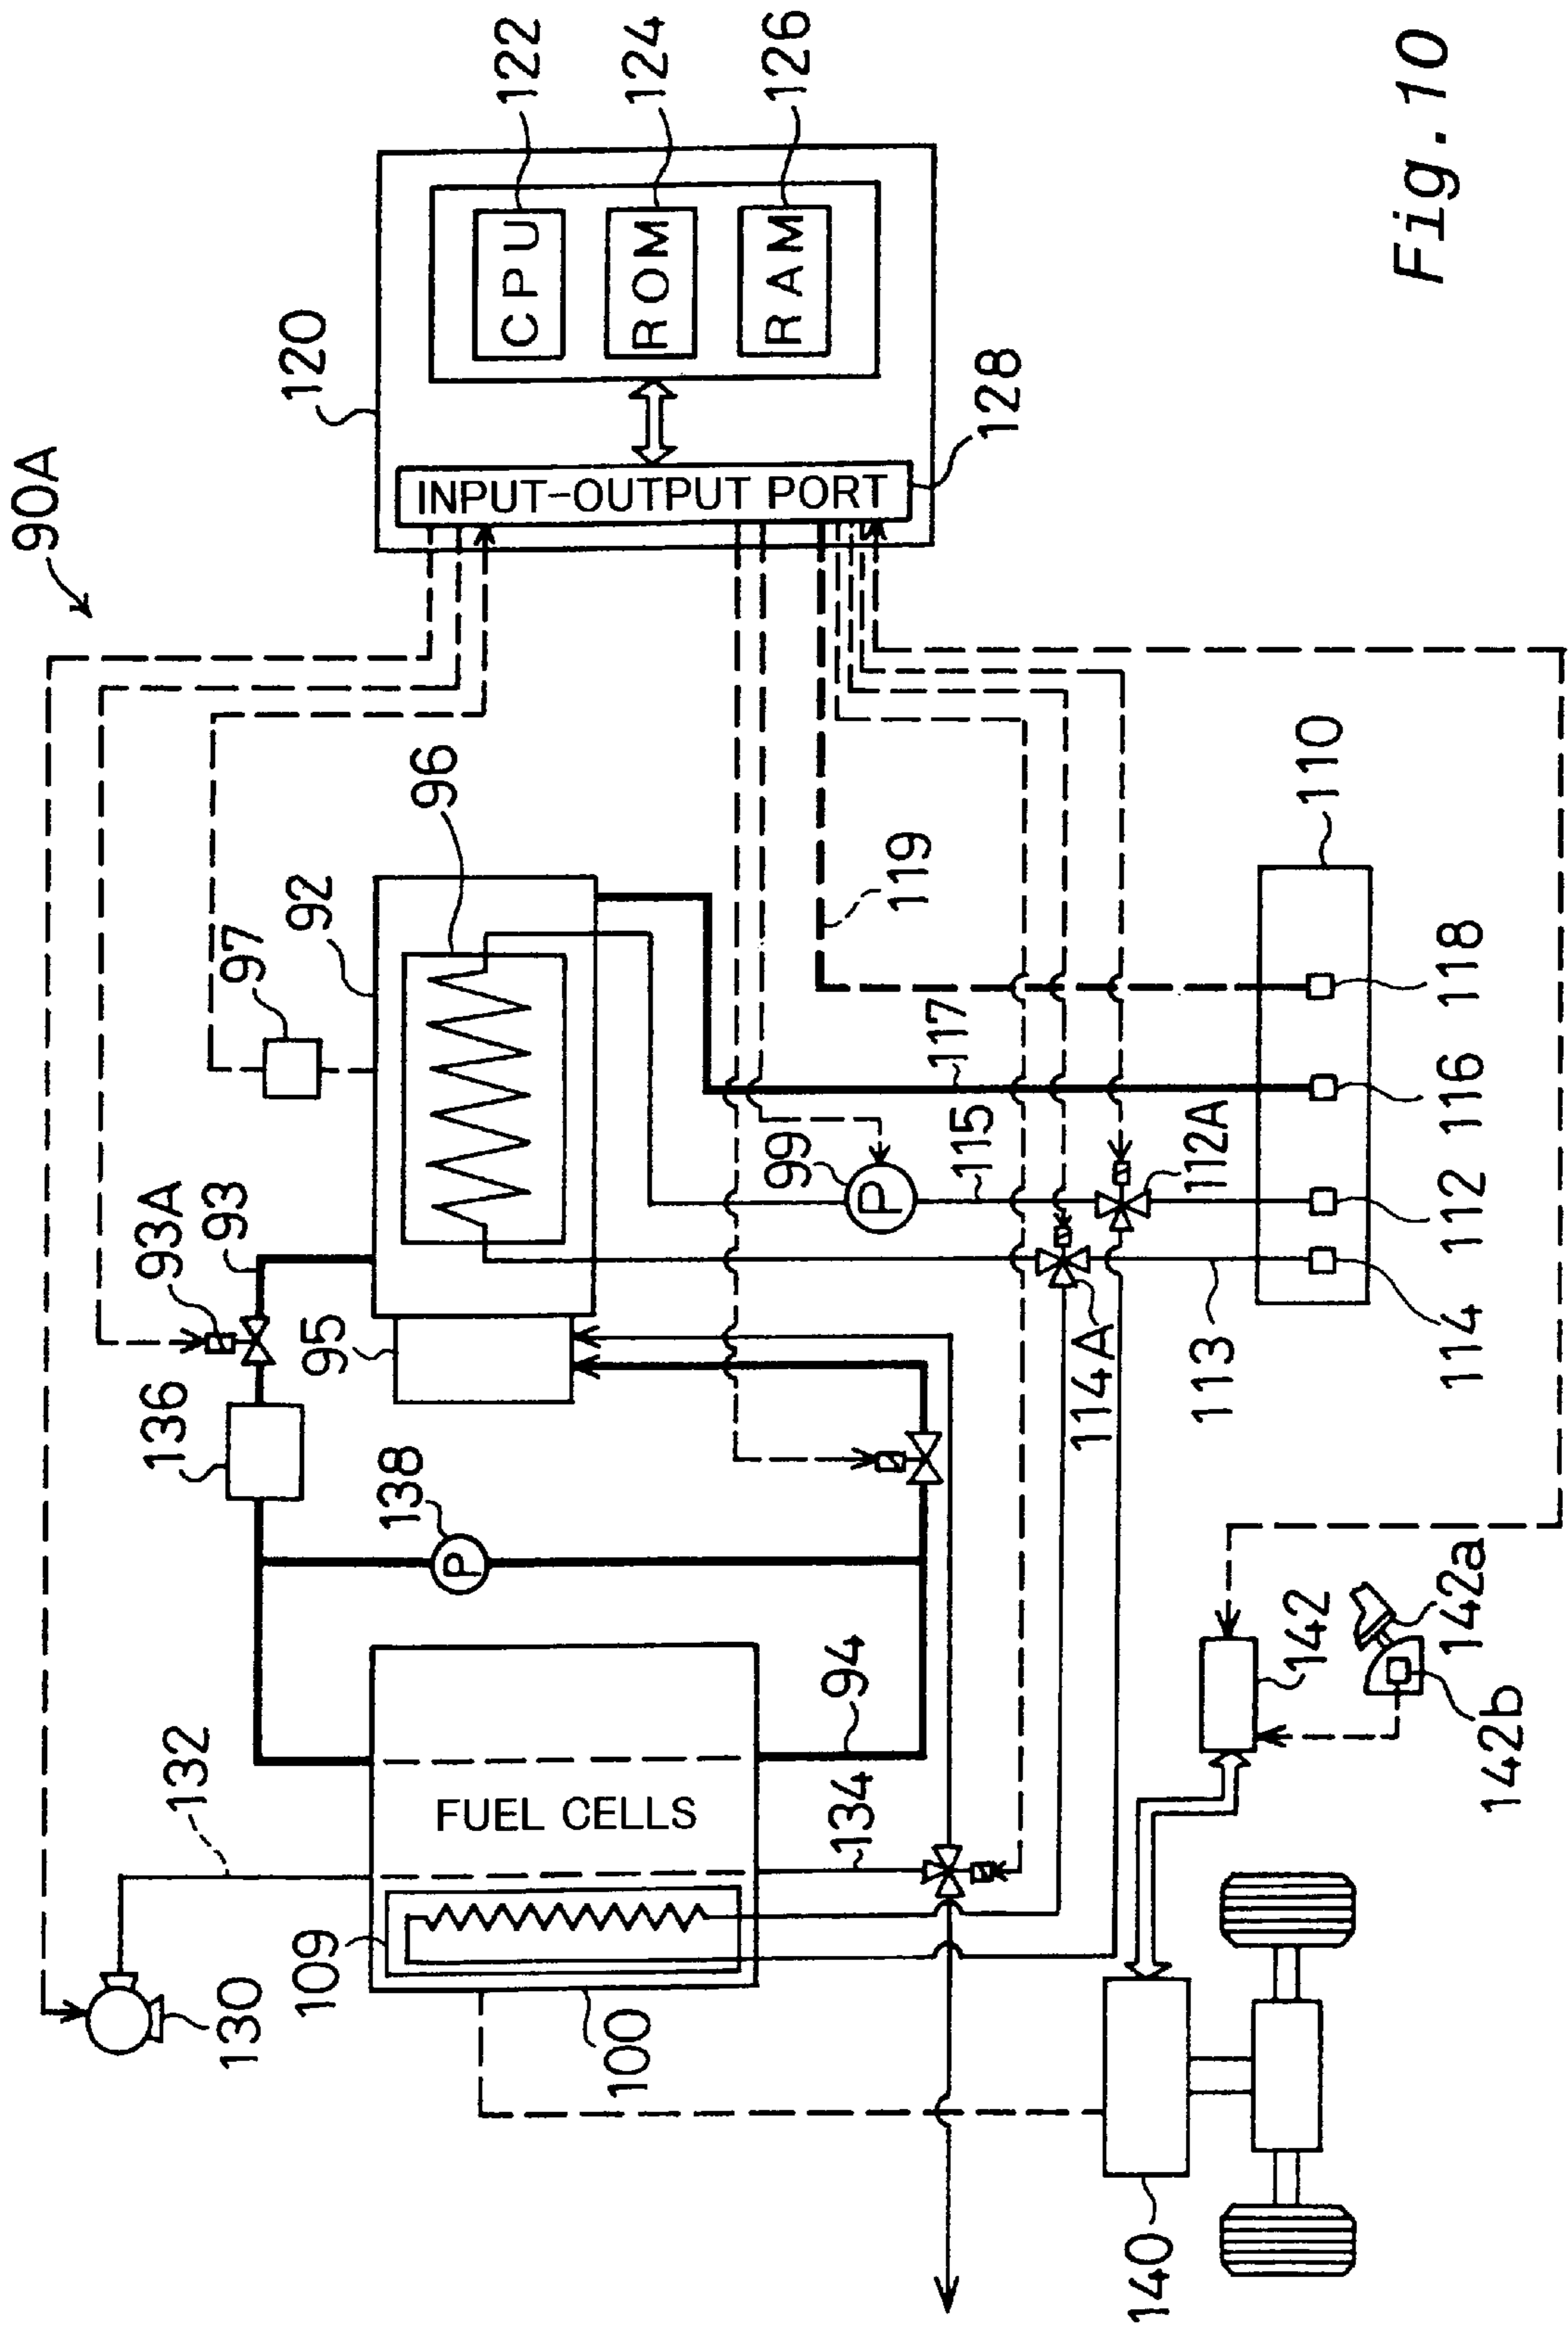 Fig.10
90A
120
CPU
122
ROM
124
RAM
126
INPUT-OUTPUT PORT
128
97
92
96
93A
93
95
136
138
99
115
117
119
112A
114A
113
110
118
116
112
114
132
FUEL CELLS
94
134
109
100
130
142
142a
142b
140
P
P